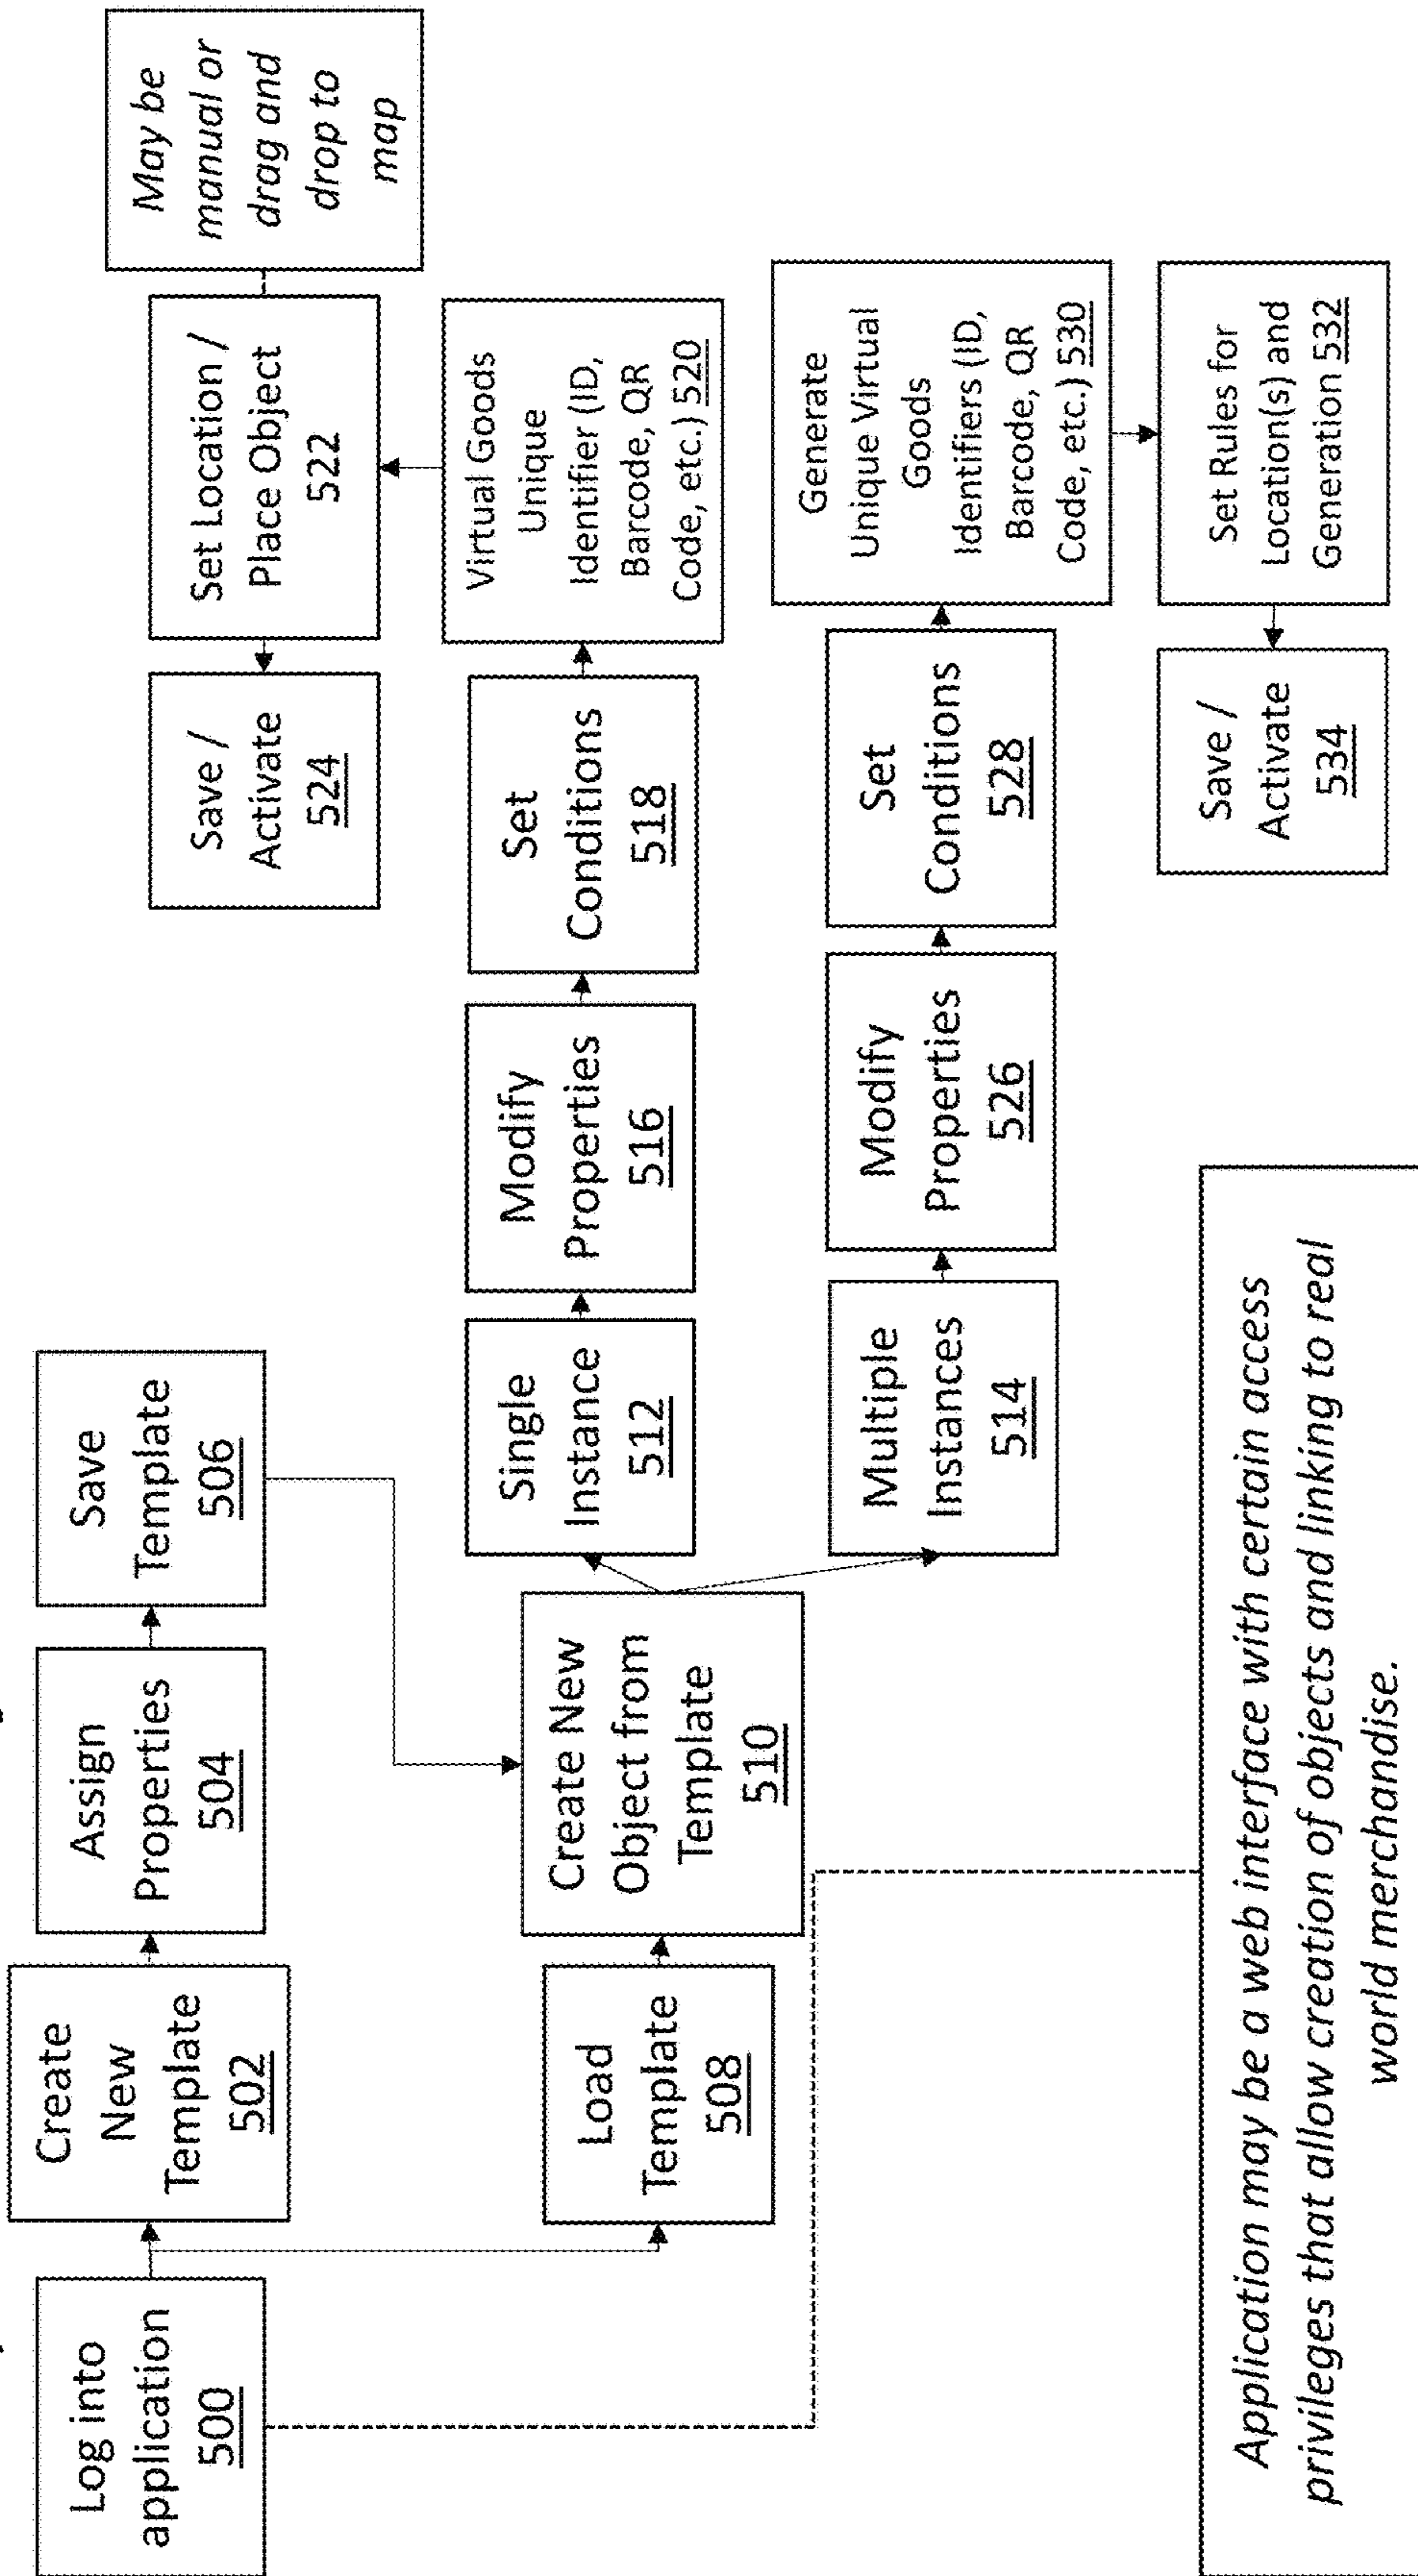 Log into
application
500
Create
New
Template
502
Assign
Properties
504
Save
Template
506
Load
Template
508
Create New
Object from
Template
510
Single
Instance
512
Modify
Properties
516
Set
Conditions
518
Virtual Goods
Unique
Identifier (ID,
Barcode, QR
Code, etc.) 520
Set Location /
Place Object
522
May be
manual or
drag and
drop to
map
Save /
Activate
524
Multiple
Instances
514
Modify
Properties
526
Set
Conditions
528
Generate
Unique Virtual
Goods
Identifiers (ID,
Barcode, QR
Code, etc.) 530
Set Rules for
Location(s) and
Generation 532
Save /
Activate
534
Application may be a web interface with certain access
privileges that allow creation of objects and linking to real
world merchandise.